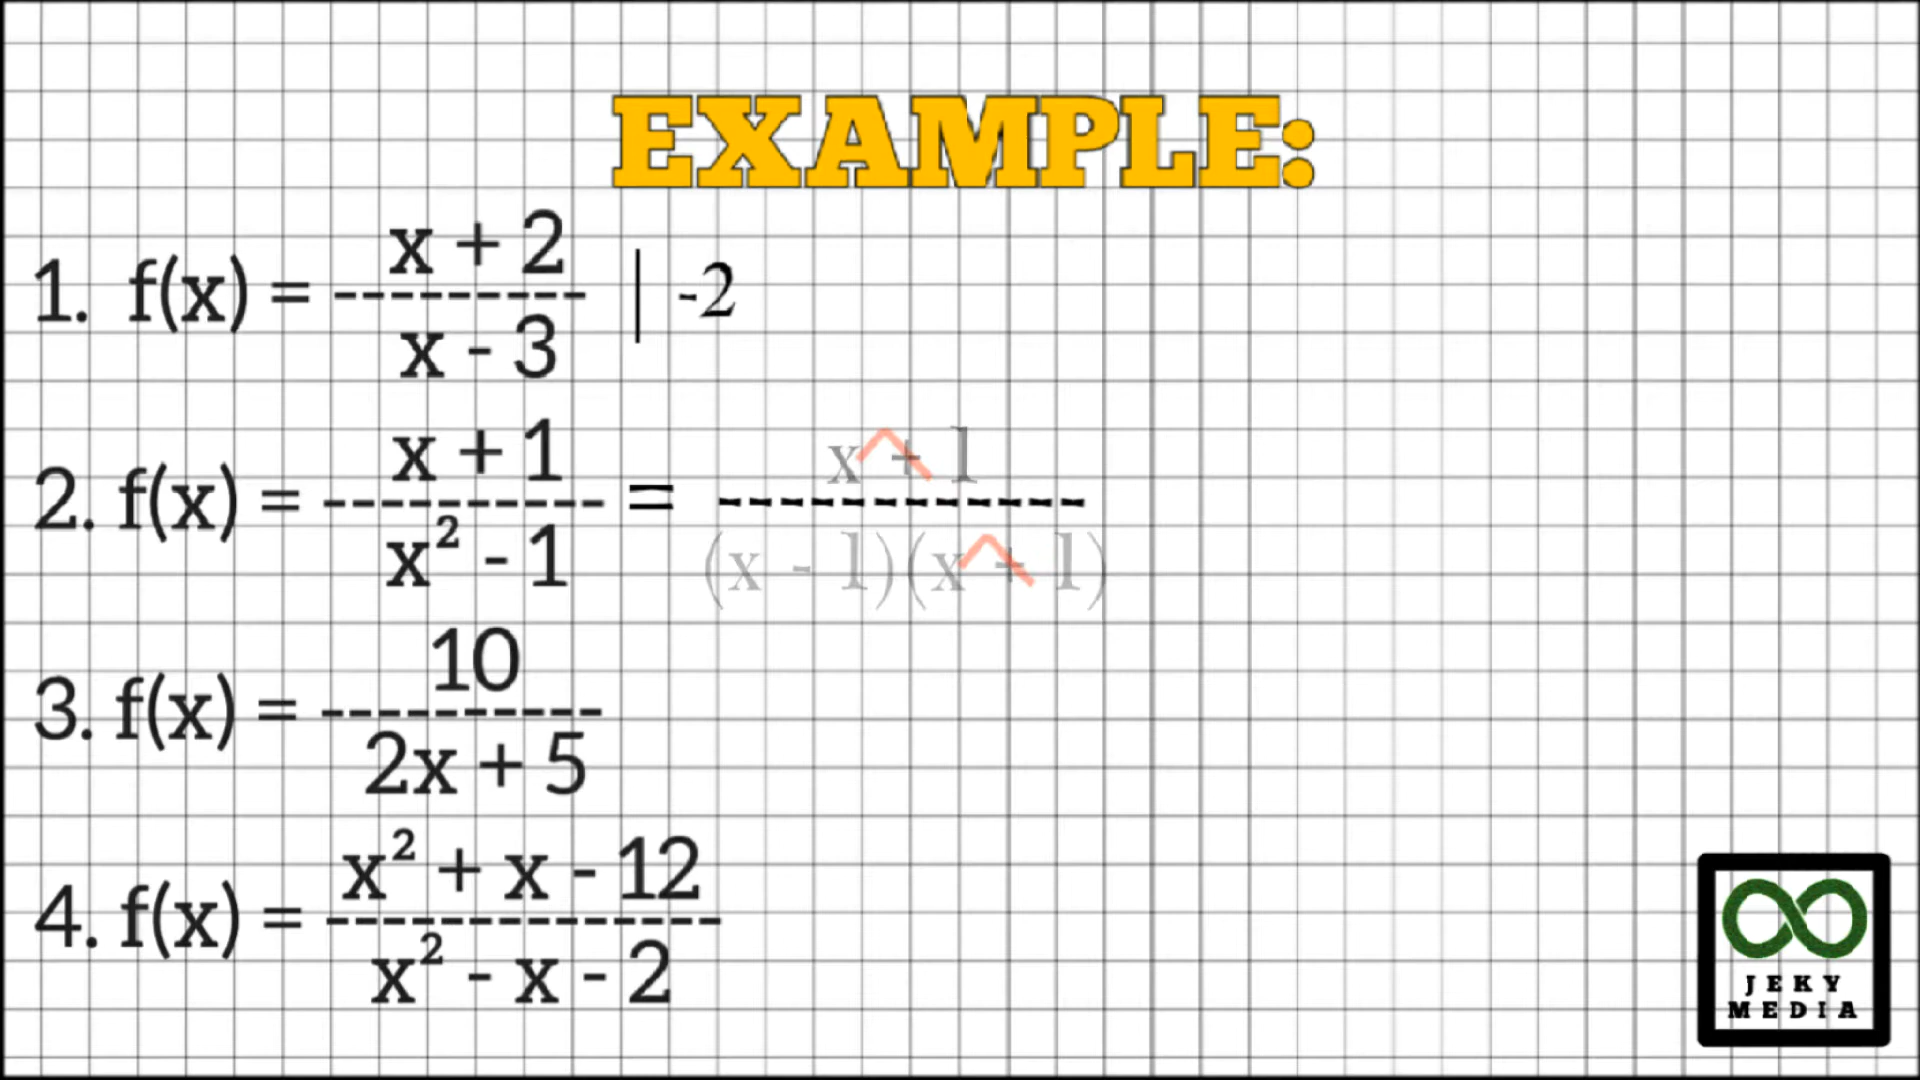 EXAMPLE:
1. f(x) = x + 2
----------
x - 3 | -2
2. f(x) = x + 1
----------
x² - 1 = x + 1
------------
(x - 1)(x + 1)
3. f(x) = 10
----------
2x + 5
4. f(x) = x² + x - 12
--------------
x² - x - 2
JEKY
MEDIA